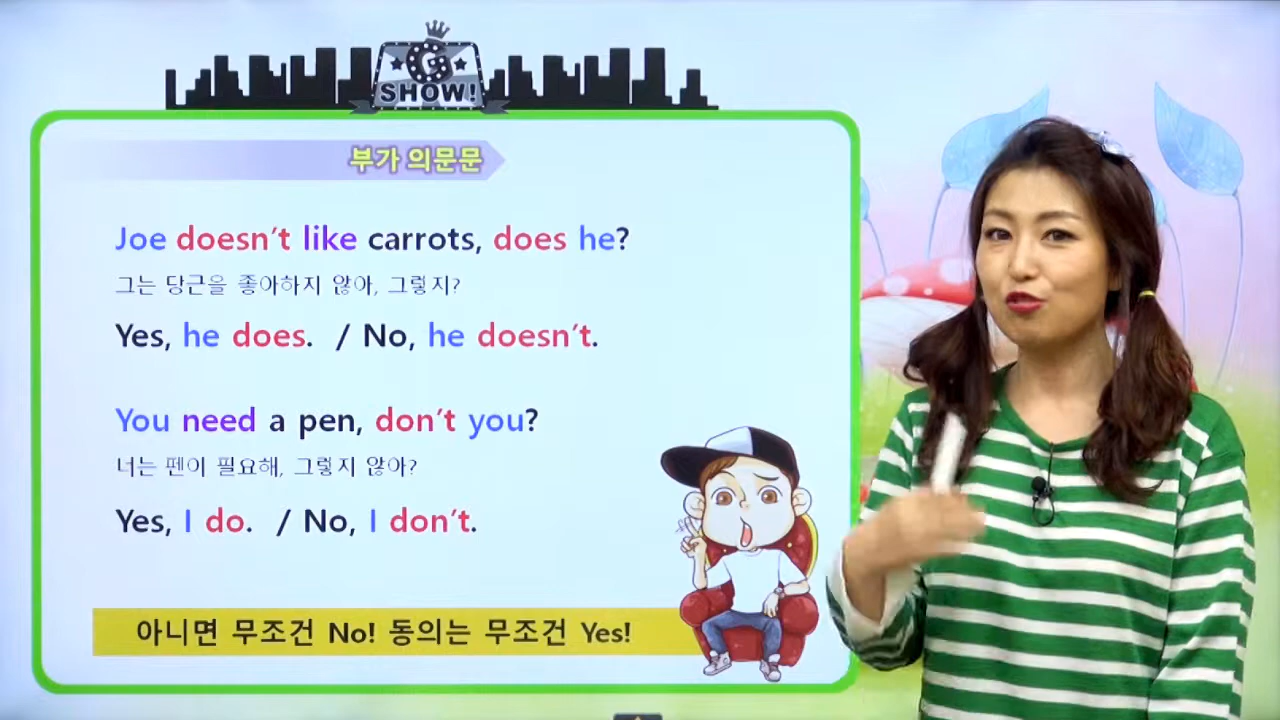 G
SHOW!
부가 의문문
Joe doesn't like carrots, does he?
그는 당근을 좋아하지 않아, 그렇지?
Yes, he does. / No, he doesn't.
You need a pen, don't you?
너는 펜이 필요해, 그렇지 않아?
Yes, I do. / No, I don't.
아니면 무조건 No! 동의는 무조건 Yes!